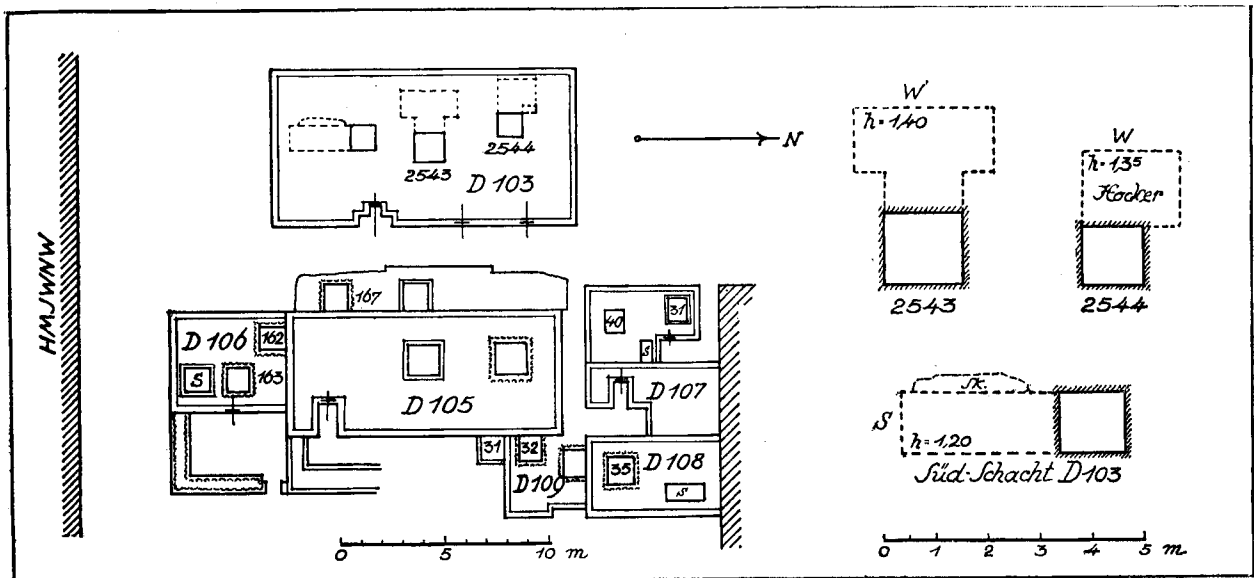 HMJWNW
2543
2544
D 103
N
167
D 106
162
S
163
D 105
40
31
S
D 107
31
32
D 109
35
D 108
S
0 5 10 m
W
h = 1,40
2543
W
h = 1,35
Hocker
2544
Sk.
S
h = 1,20
Süd-Schacht D 103
0 1 2 3 4 5 m